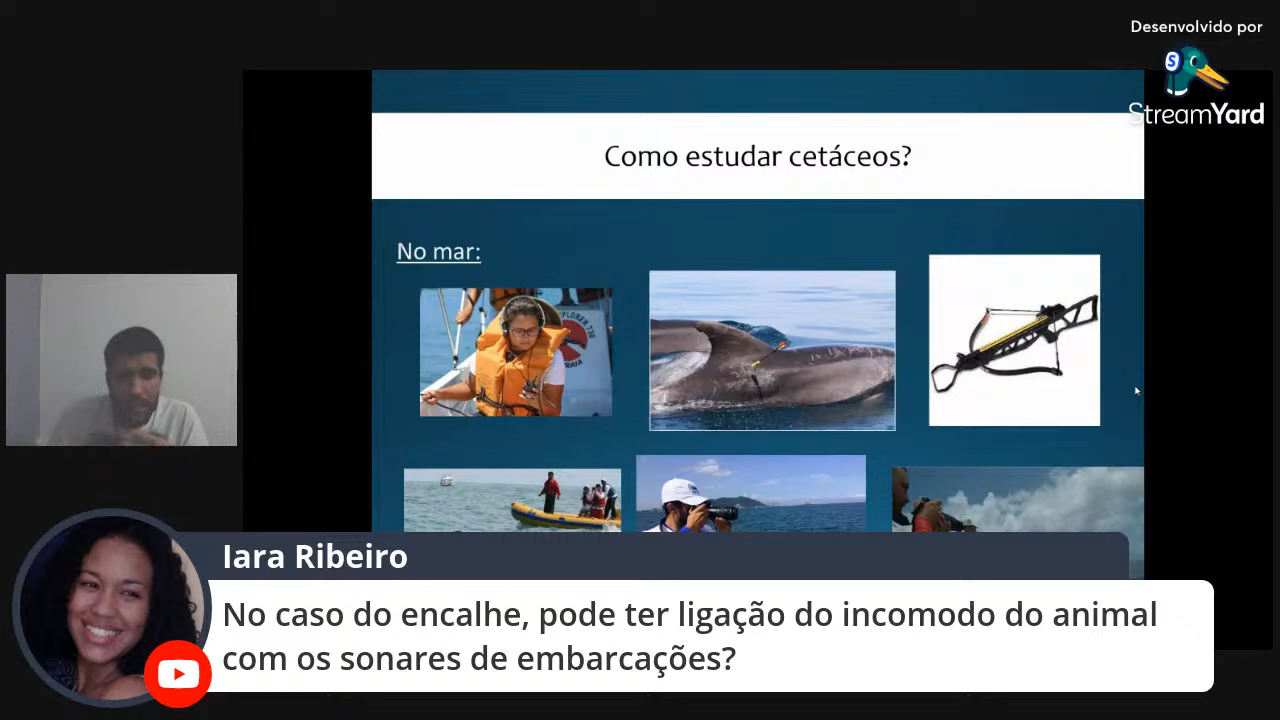 Desenvolvido por
StreamYard
Como estudar cetáceos?
No mar:
Iara Ribeiro
No caso do encalhe, pode ter ligação do incomodo do animal
com os sonares de embarcações?